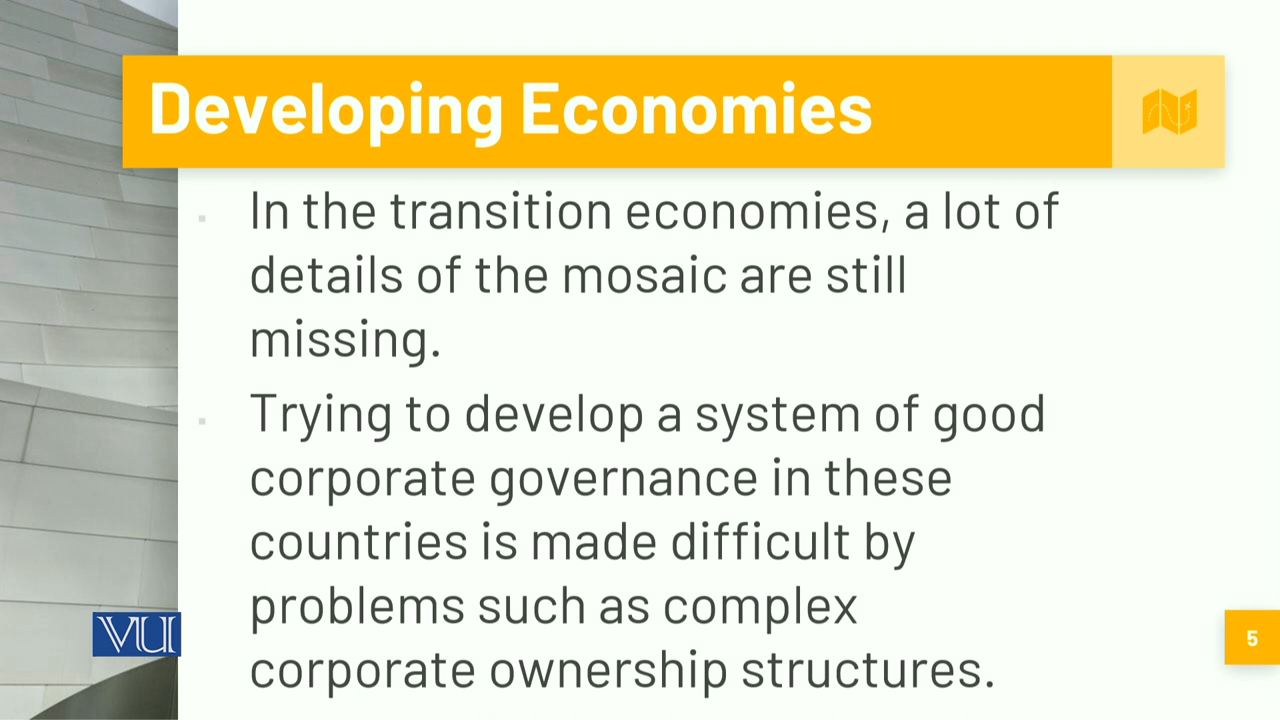 Developing Economies
In the transition economies, a lot of
details of the mosaic are still
missing.
Trying to develop a system of good
corporate governance in these
countries is made difficult by
problems such as complex
corporate ownership structures.
VU
5